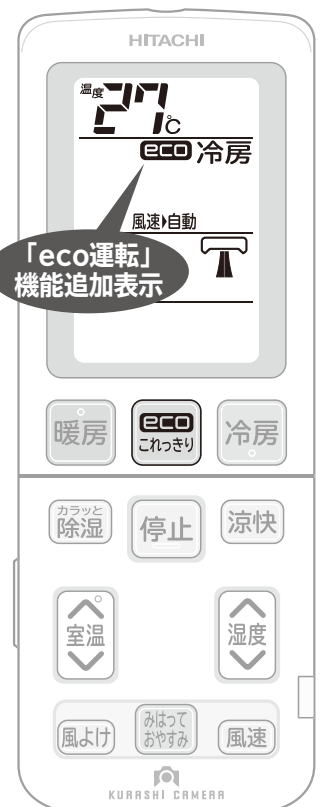 HITACHI
温度 27℃
eco 冷房
風速▶自動
「eco運転」
機能追加表示
暖房
eco
これっきり
冷房
カラッと
除湿
停止
涼快
室温
湿度
風よけ
みはって
おやすみ
風速
KURASHI CAMERA